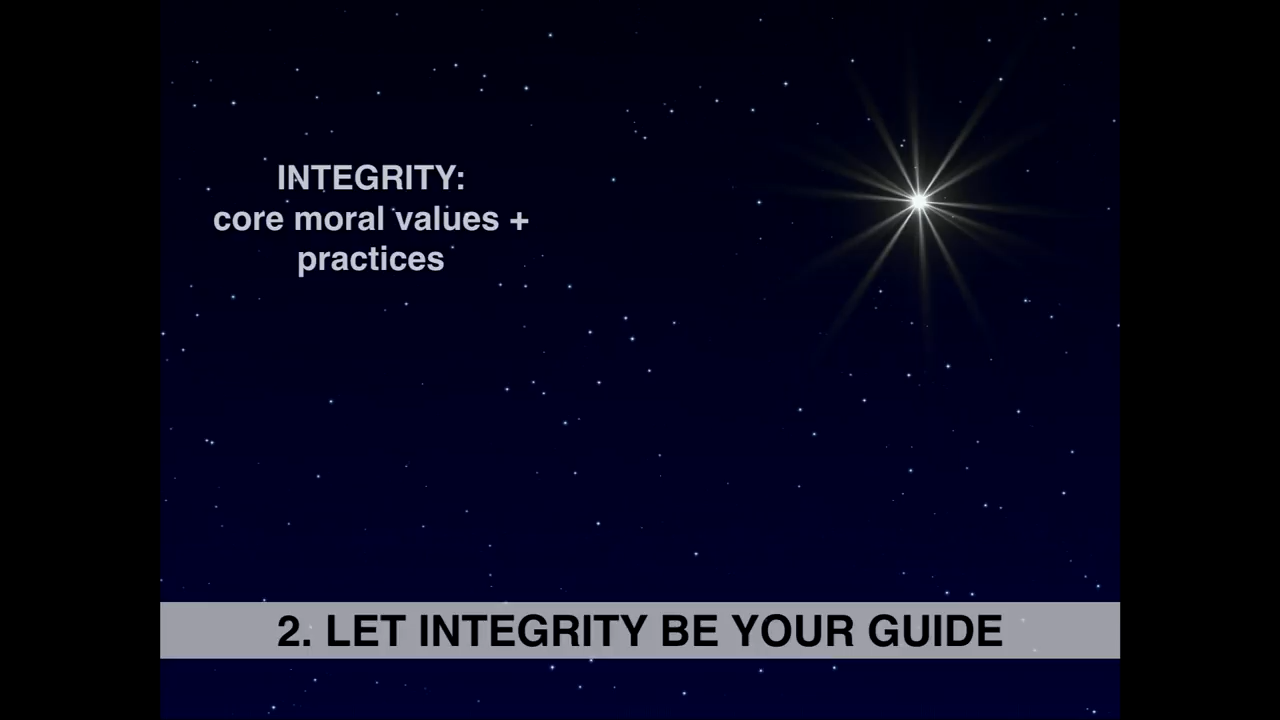 INTEGRITY:
core moral values +
practices
2. LET INTEGRITY BE YOUR GUIDE